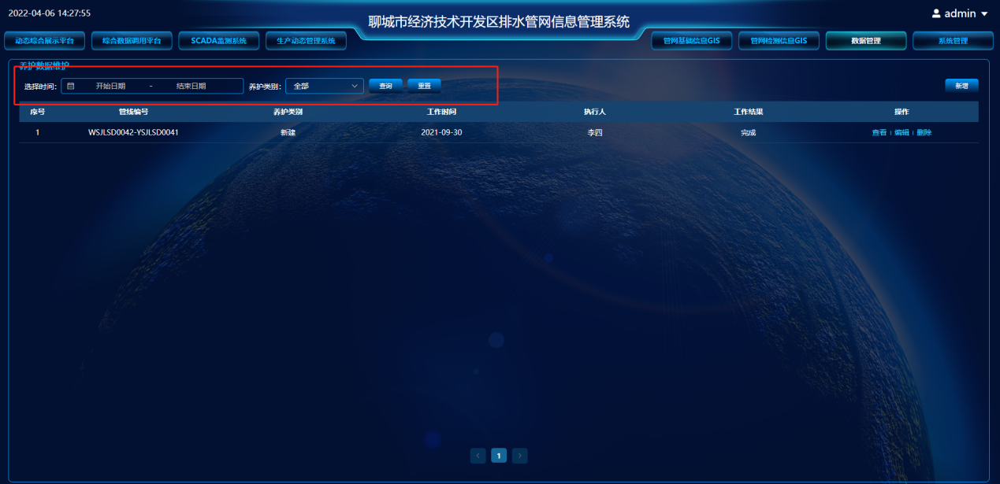 2022-04-06 14:27:55
聊城市经济技术开发区排水管网信息管理系统
admin
动态综合展示平台 综合数据调用平台 SCADA监测系统 生产动态管理系统 管网基础信息GIS 管网检测信息GIS 数据管理 系统管理
养护数据维护
选择时间: 开始日期 - 结束日期 养护类别: 全部 查询 重置 新增
序号 管线编号 养护类别 工作时间 执行人 工作结果 操作
1 WSJLSD0042-YSJLSD0041 新建 2021-09-30 李四 完成 查看 编辑 删除
1